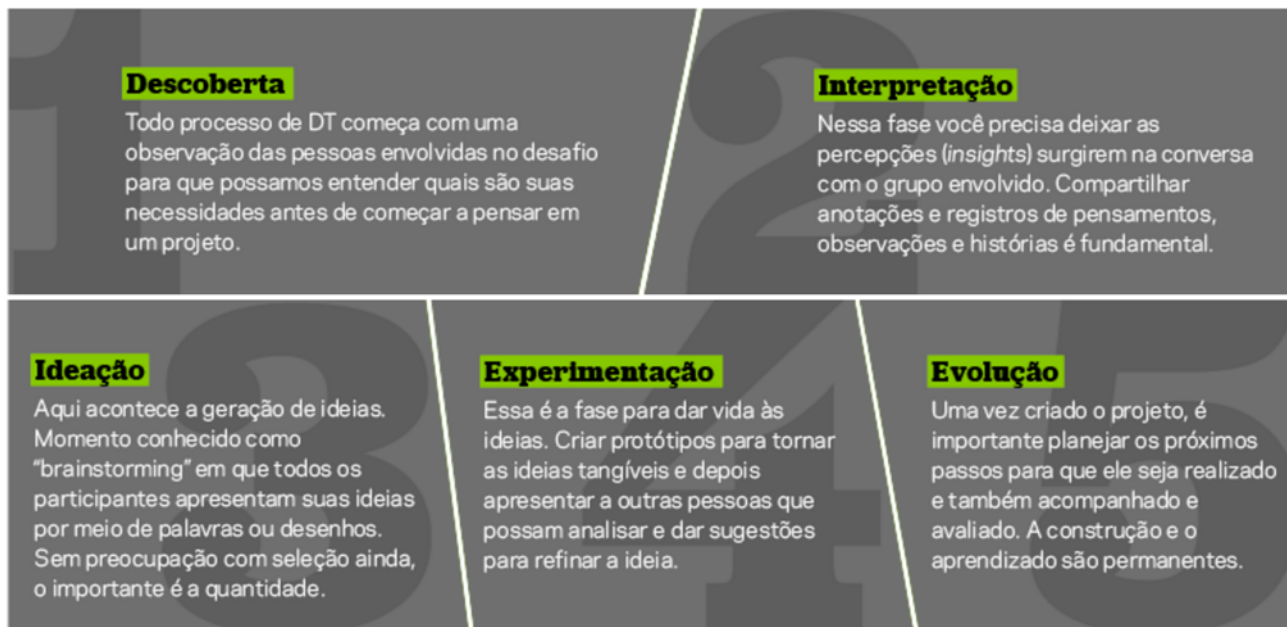 1
Descoberta
Todo processo de DT começa com uma
observação das pessoas envolvidas no desafio
para que possamos entender quais são suas
necessidades antes de começar a pensar em
um projeto.
2
Interpretação
Nessa fase você precisa deixar as
percepções (insights) surgirem na conversa
com o grupo envolvido. Compartilhar
anotações e registros de pensamentos,
observações e histórias é fundamental.
3
Ideação
Aqui acontece a geração de ideias.
Momento conhecido como
“brainstorming” em que todos os
participantes apresentam suas ideias
por meio de palavras ou desenhos.
Sem preocupação com seleção ainda,
o importante é a quantidade.
4
Experimentação
Essa é a fase para dar vida às
ideias. Criar protótipos para tornar
as ideias tangíveis e depois
apresentar a outras pessoas que
possam analisar e dar sugestões
para refinar a ideia.
5
Evolução
Uma vez criado o projeto, é
importante planejar os próximos
passos para que ele seja realizado
e também acompanhado e
avaliado. A construção e o
aprendizado são permanentes.